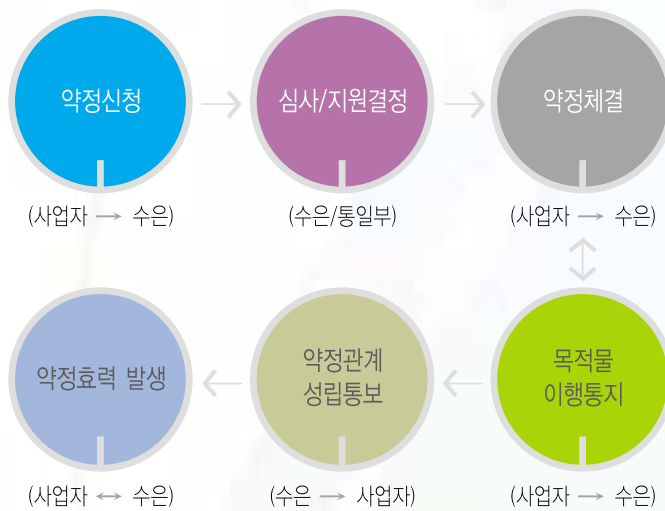 약정신청
심사/지원결정
약정체결
(사업자 → 수은)
(수은/통일부)
(사업자 → 수은)
약정효력 발생
약정관계
성립통보
목적물
이행통지
(사업자 ↔ 수은)
(수은 → 사업자)
(사업자 → 수은)